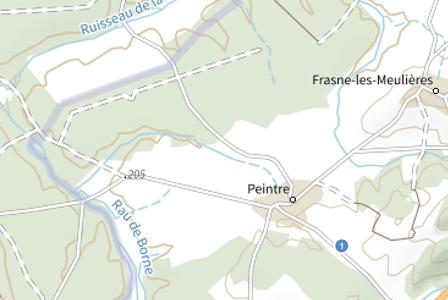 Ruisseau de la
Frasne-les-Meulières
205
Peintre
Rau de Borne
1